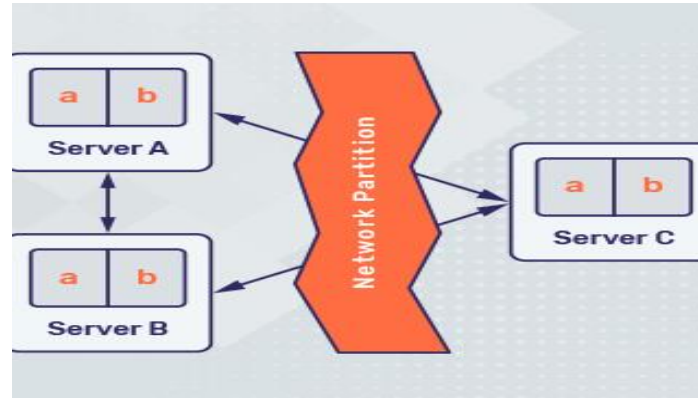 a b
Server A
Network Partition
a b
Server C
a b
Server B